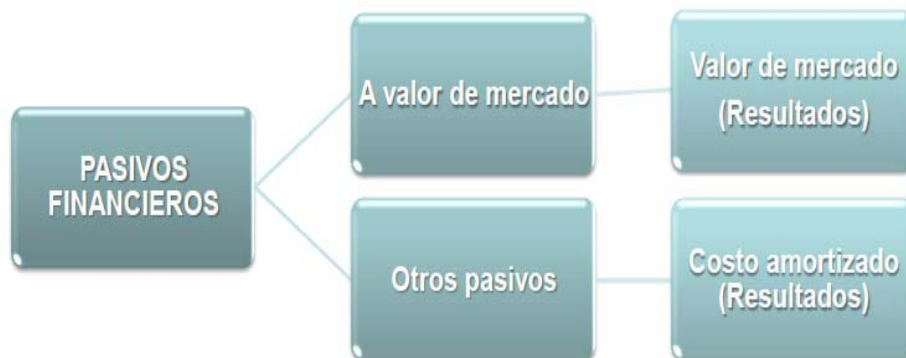 PASIVOS
FINANCIEROS
A valor de mercado
Valor de mercado
(Resultados)
Otros pasivos
Costo amortizado
(Resultados)